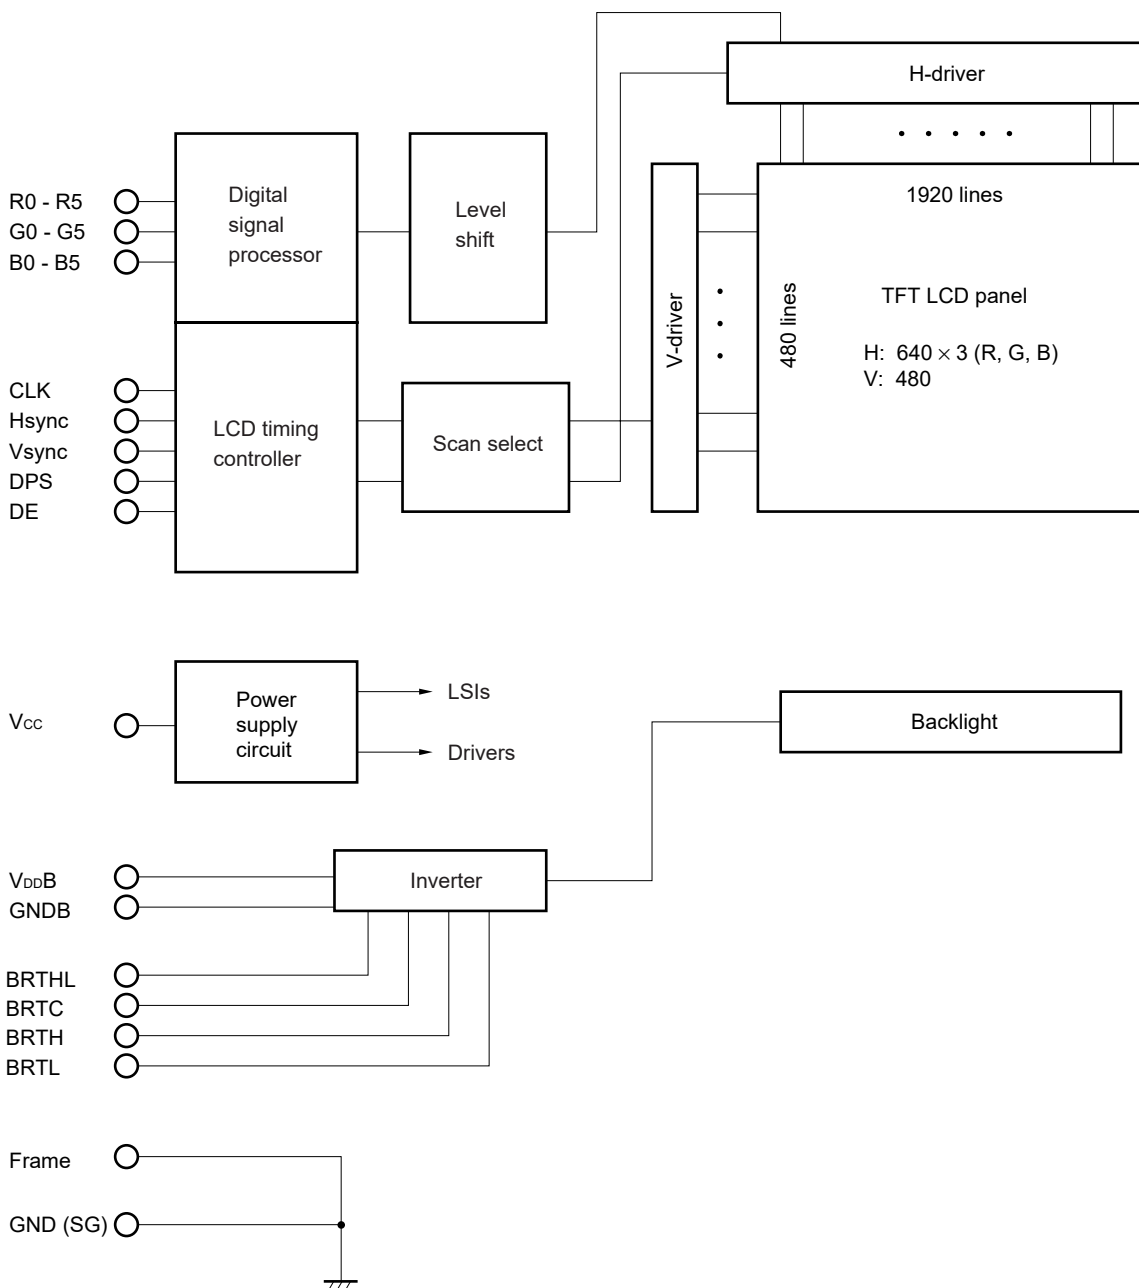 H-driver
R0 - R5
G0 - G5
B0 - B5
Digital
signal
processor
Level
shift
1920 lines
V-driver
480 lines
TFT LCD panel
H: 640 × 3 (R, G, B)
V: 480
CLK
Hsync
Vsync
DPS
DE
LCD timing
controller
Scan select
VCC
Power
supply
circuit
LSIs
Drivers
Backlight
VDDB
GNDB
Inverter
BRTHL
BRTC
BRTH
BRTL
Frame
GND (SG)